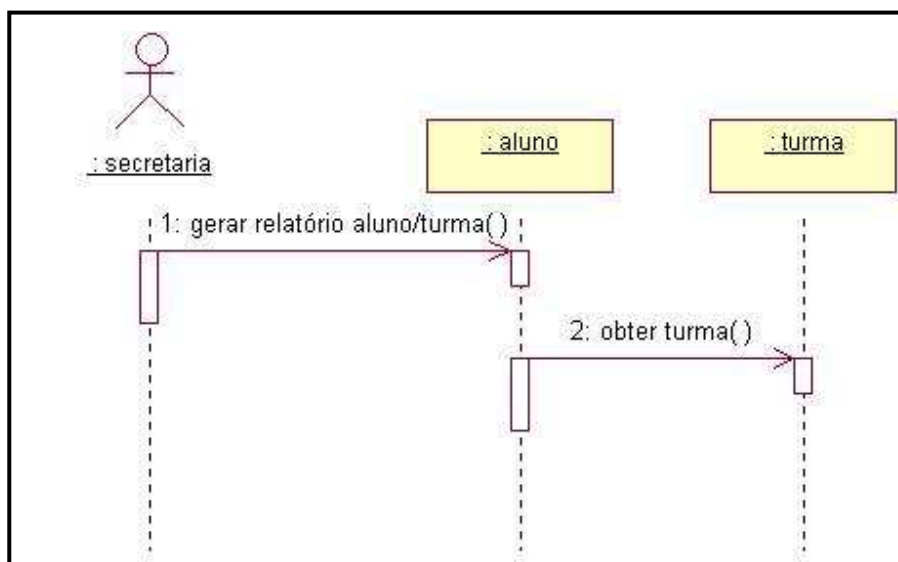 : secretaria
: aluno
: turma
1: gerar relatório aluno/turma( )
2: obter turma( )